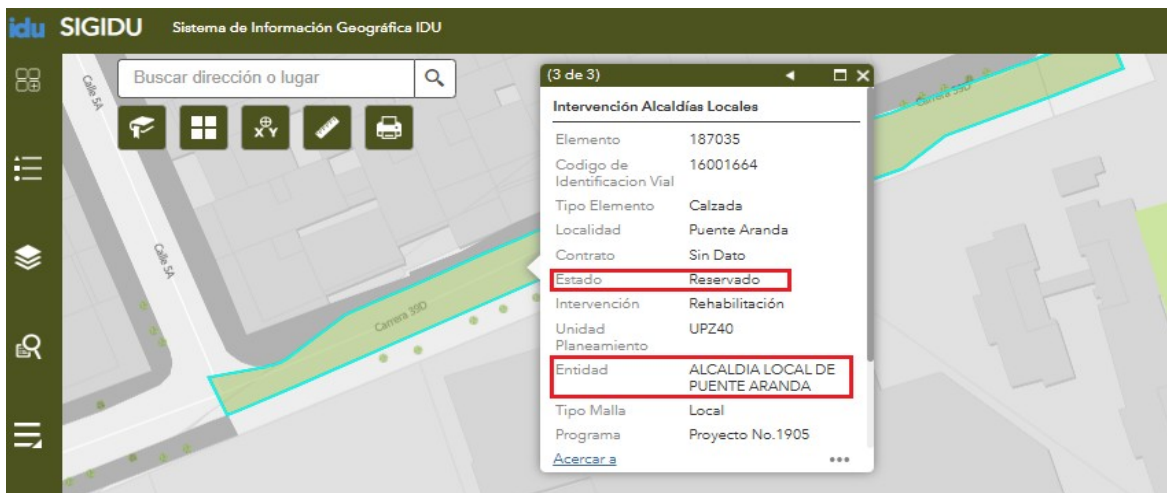 idu SIGIDU Sistema de Información Geográfica IDU
Buscar dirección o lugar
X Y
Calle 5A
Calle 5A
Carrera 39D
Carrera 39D
(3 de 3)
Intervención Alcaldías Locales
Elemento 187035
Codigo de 16001664
Identificacion Vial
Tipo Elemento Calzada
Localidad Puente Aranda
Contrato Sin Dato
Estado Reservado
Intervención Rehabilitación
Unidad UPZ40
Planeamiento
Entidad ALCALDIA LOCAL DE
PUENTE ARANDA
Tipo Malla Local
Programa Proyecto No.1905
Acercar a